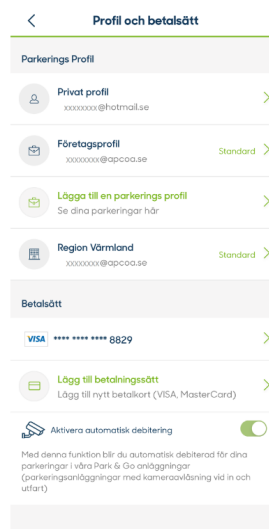 Profil och betalsätt
Parkerings Profil
Privat profil
xxxxxxxx@hotmail.se
Företagsprofil
xxxxxxxx@apcoa.se
Standard
Lägga till en parkerings profil
Se dina parkeringar här
Region Värmland
xxxxxxxx@apcoa.se
Standard
Betalsätt
VISA **** **** **** 8829
Lägg till betalningssätt
Lägg till nytt betalkort (VISA, MasterCard)
Aktivera automatisk debitering
Med denna funktion blir du automatisk debiterad för dina
parkeringar i våra Park & Go anläggningar
(parkeringsanläggningar med kameraavläsning vid in och
utfart)